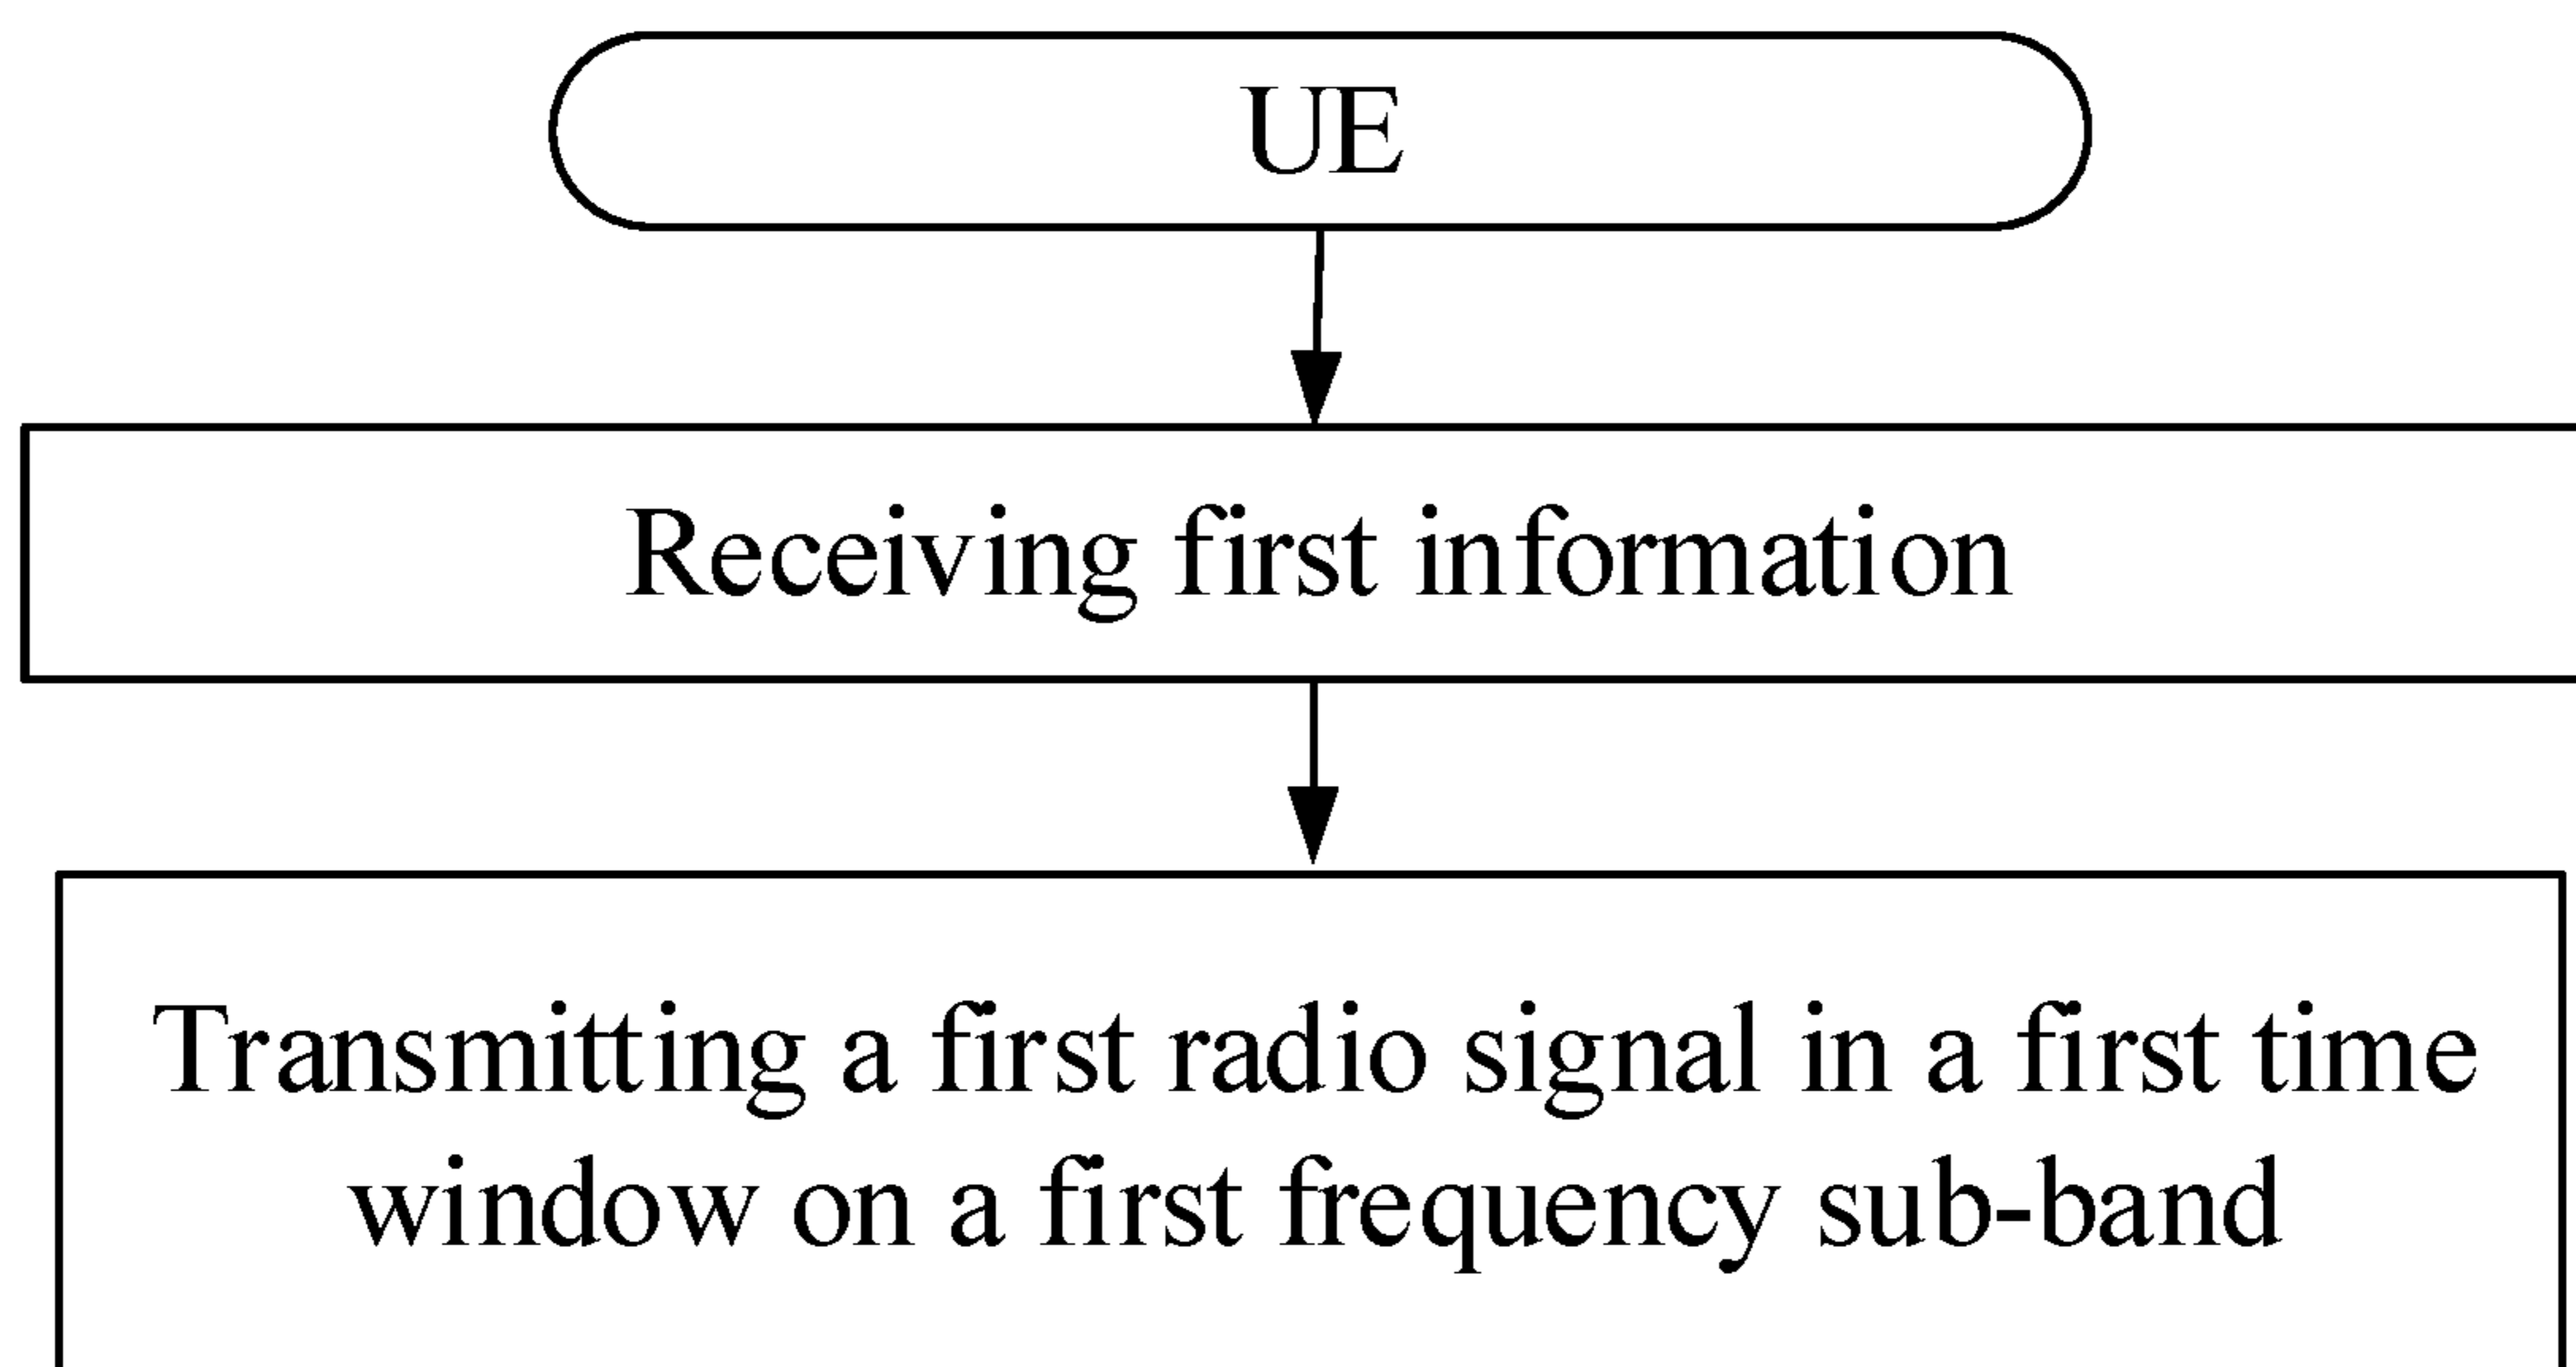 UE
Receiving first information
Transmitting a first radio signal in a first time
window on a first frequency sub-band